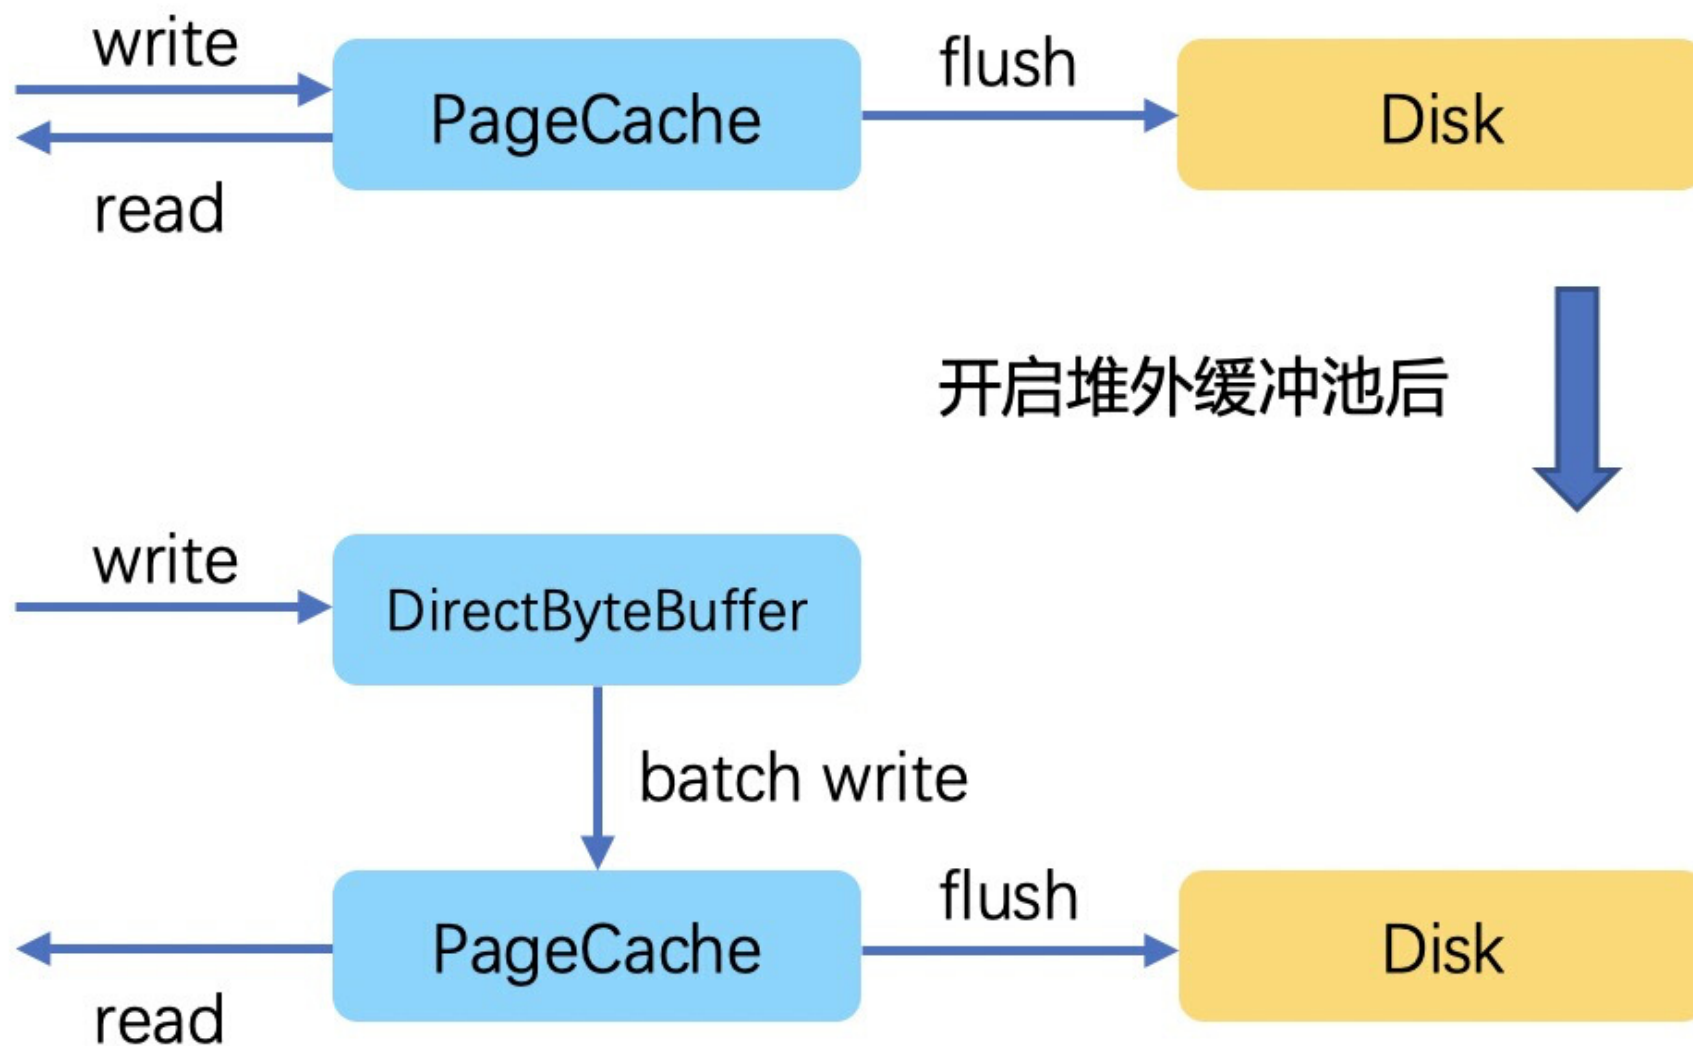 write
PageCache
flush
Disk
read
开启堆外缓冲池后
write
DirectByteBuffer
batch write
PageCache
flush
Disk
read